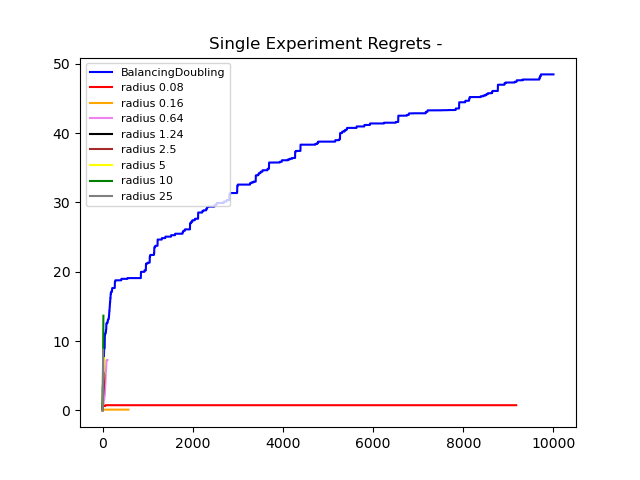 Single Experiment Regrets -
BalancingDoubling
radius 0.08
radius 0.16
radius 0.64
radius 1.24
radius 2.5
radius 5
radius 10
radius 25
50
40
30
20
10
0
0 2000 4000 6000 8000 10000